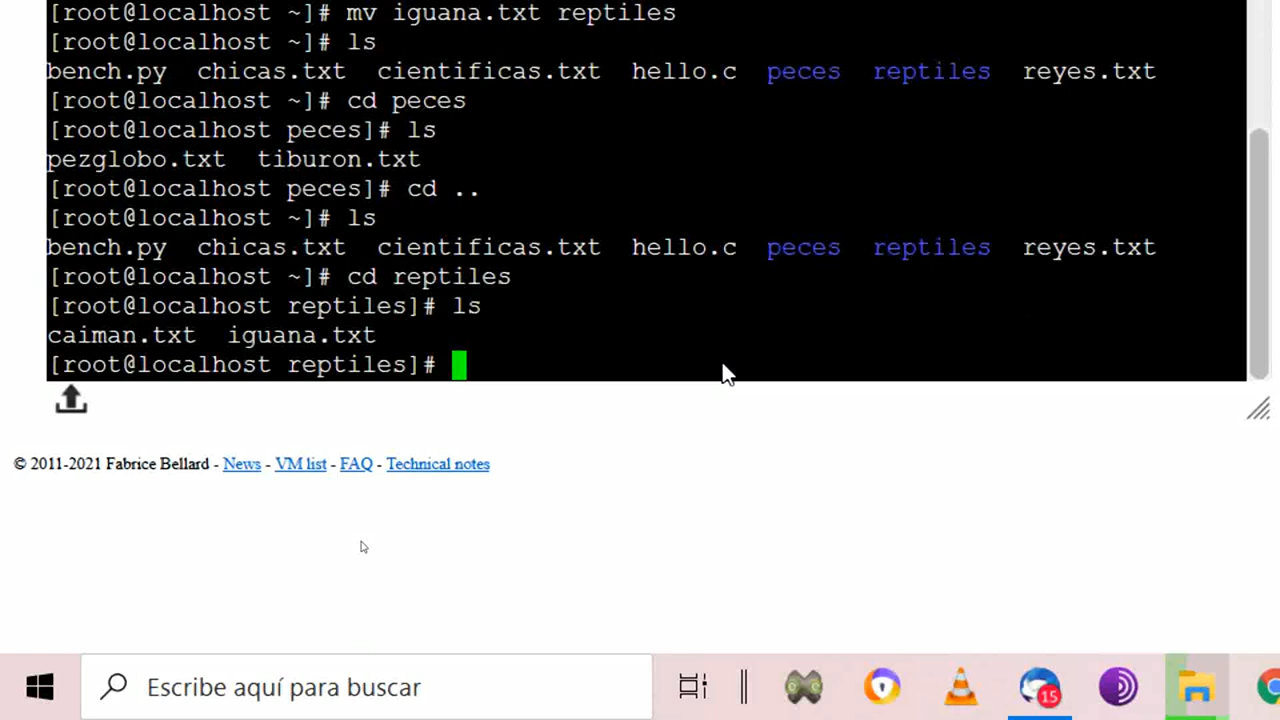 [root@localhost ~]# mv iguana.txt reptiles
[root@localhost ~]# ls
bench.py  chicas.txt  cientificas.txt  hello.c  peces  reptiles  reyes.txt
[root@localhost ~]# cd peces
[root@localhost peces]# ls
pezglobo.txt  tiburon.txt
[root@localhost peces]# cd ..
[root@localhost ~]# ls
bench.py  chicas.txt  cientificas.txt  hello.c  peces  reptiles  reyes.txt
[root@localhost ~]# cd reptiles
[root@localhost reptiles]# ls
caiman.txt  iguana.txt
[root@localhost reptiles]#
© 2011-2021 Fabrice Bellard - News - VM list - FAQ - Technical notes
Escribe aquí para buscar
15